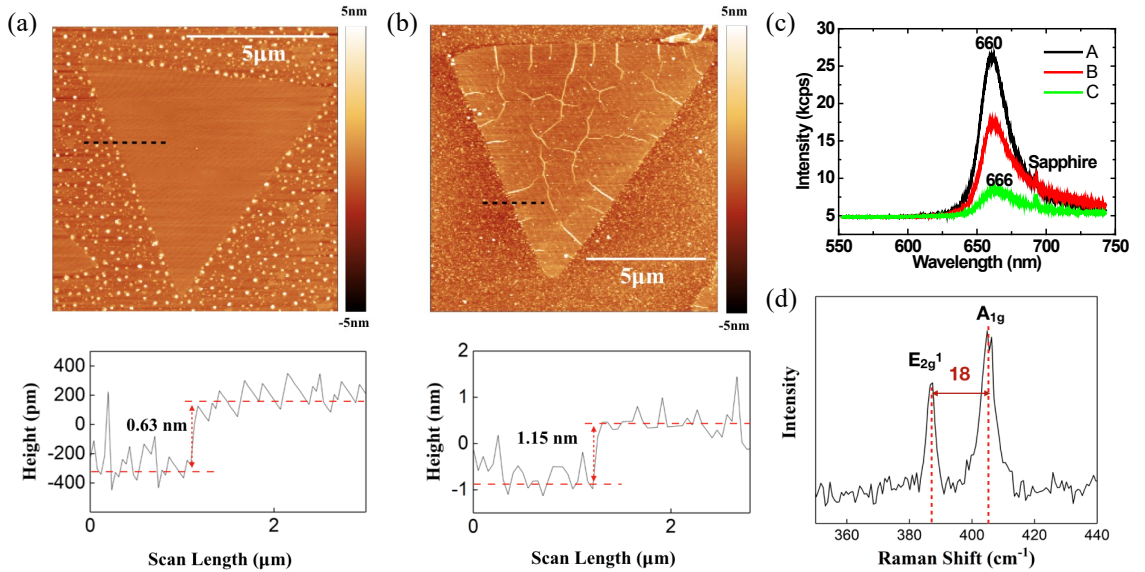 (a)
5nm
5μm
-5nm
400
200
0
-200
-400
Height (pm)
0.63 nm
0
2
Scan Length (μm)
(b)
5nm
5μm
-5nm
2
1
0
-1
Height (nm)
1.15 nm
0
2
Scan Length (μm)
(c)
30
25
20
15
10
5
Intensity (kcps)
660
A
B
C
Sapphire
666
550
600
650
700
750
Wavelength (nm)
(d)
A1g
E2g1
18
Intensity
360
380
400
420
440
Raman Shift (cm-1)